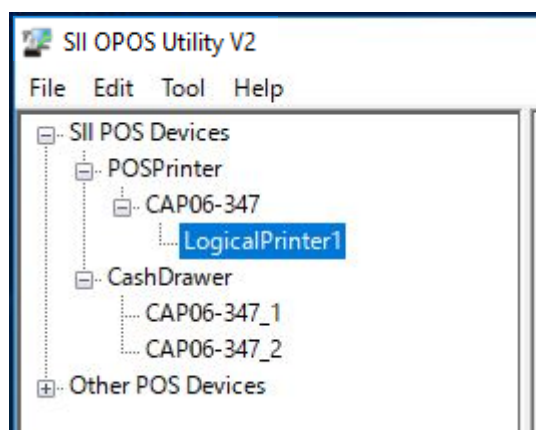 SII OPOS Utility V2
File Edit Tool Help
SII POS Devices
POSPrinter
CAP06-347
LogicalPrinter1
CashDrawer
CAP06-347_1
CAP06-347_2
Other POS Devices